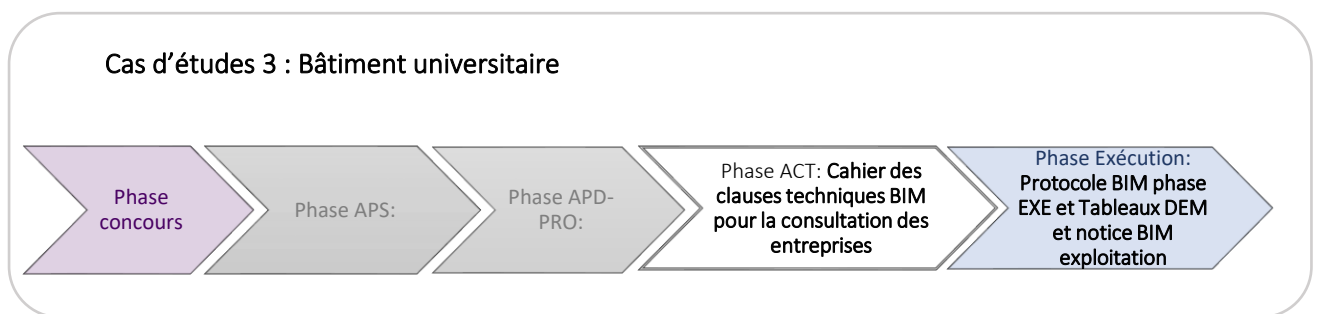 Cas d'études 3 : Bâtiment universitaire
Phase
concours
Phase APS:
Phase APD-
PRO:
Phase ACT: Cahier des
clauses techniques BIM
pour la consultation des
entreprises
Phase Exécution:
Protocole BIM phase
EXE et Tableaux DEM
et notice BIM
exploitation